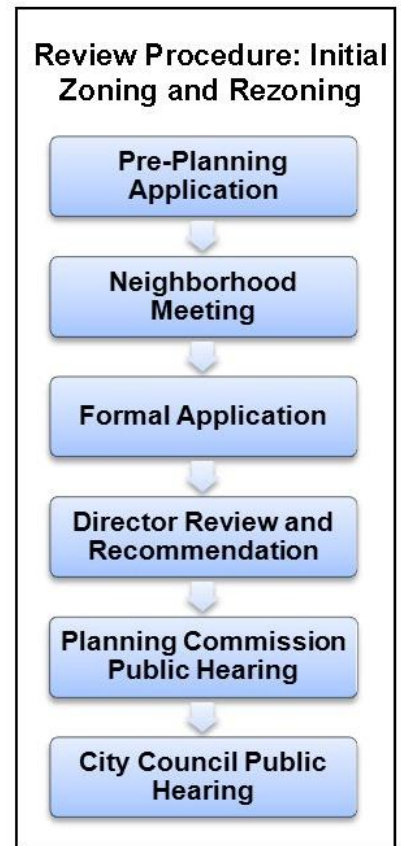 Review Procedure: Initial
Zoning and Rezoning
Pre-Planning
Application
Neighborhood
Meeting
Formal Application
Director Review and
Recommendation
Planning Commission
Public Hearing
City Council Public
Hearing